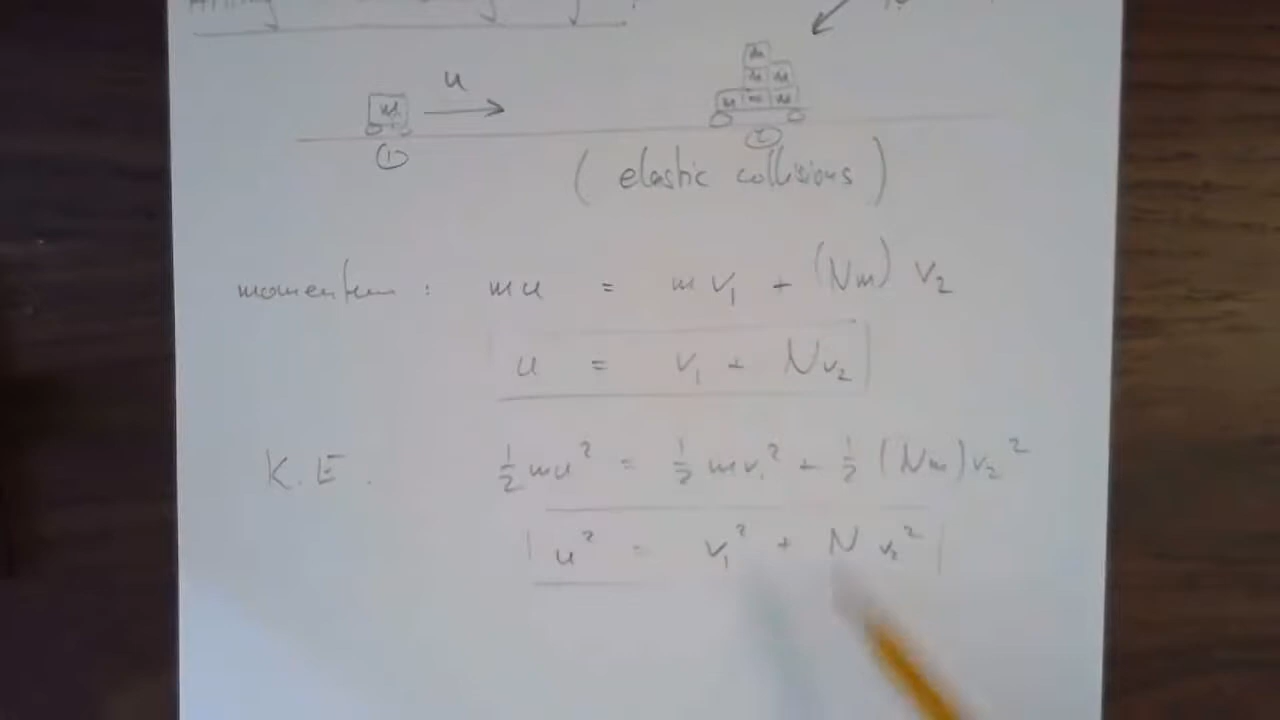 u
m
m
m m
m m m
① ②
( elastic collisions )
momentum : mu = mv₁ + (Nm) v₂
u = v₁ + Nv₂
K.E. ½mu² = ½mv₁² + ½(Nm)v₂²
u² = v₁² + Nv₂²